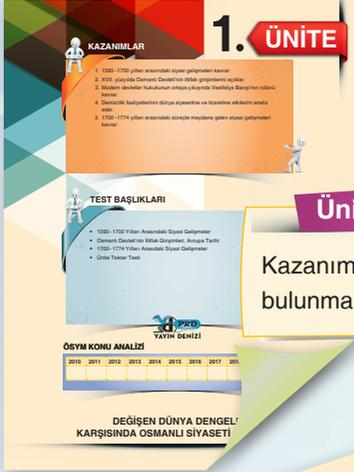 1. ÜNİTE
KAZANIMLAR
1. 1595-1700 yılları arasındaki siyasi gelişmeleri kavrar.
2. XVII. yüzyılda Osmanlı Devleti'nin ittifak girişimlerini açıklar.
3. Modern devletler hukukunun ortaya çıkışında Vestfalya Barışı'nın rolünü
kavrar.
4. Denizcilik faaliyetlerinin dünya siyasetine ve ticaretine etkilerini analiz
eder.
5. 1700-1774 yılları arasındaki süreçte meydana gelen siyasi gelişmeleri
kavrar.
TEST BAŞLIKLARI
• 1595-1700 Yılları Arasındaki Siyasi Gelişmeler
• Osmanlı Devleti'nin İttifak Girişimleri, Avrupa Tarihi
• 1700-1774 Yılları Arasındaki Siyasi Gelişmeler
• Ünite Tekrar Testi
Üni
Kazanım
bulunma
PRO
YAYIN DENİZİ
ÖSYM KONU ANALİZİ
2010 2011 2012 2013 2014 2015 2016 2017 201
DEĞİŞEN DÜNYA DENGEL
KARŞISINDA OSMANLI SİYASETİ